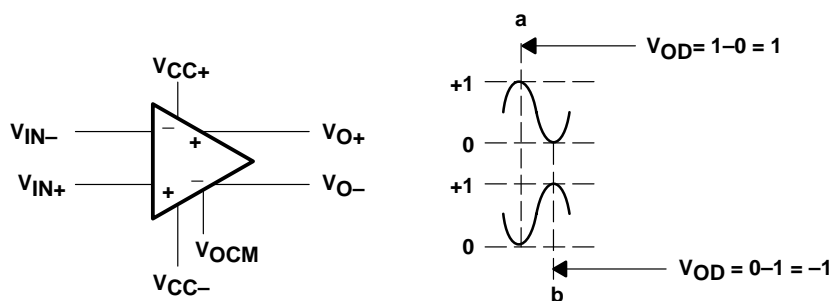 a
VOD= 1–0 = 1
VCC+
+1
VIN–
–
+
VO+
0
VIN+
+
–
VO–
+1
VOCM
0
VCC–
VOD = 0–1 = –1
b